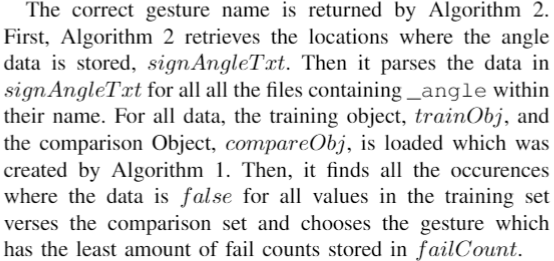 The correct gesture name is returned by Algorithm 2.
First, Algorithm 2 retrieves the locations where the angle
data is stored, signAngleTxt. Then it parses the data in
signAngleTxt for all all the files containing _angle within
their name. For all data, the training object, trainObj, and
the comparison Object, compareObj, is loaded which was
created by Algorithm 1. Then, it finds all the occurences
where the data is false for all values in the training set
verses the comparison set and chooses the gesture which
has the least amount of fail counts stored in failCount.